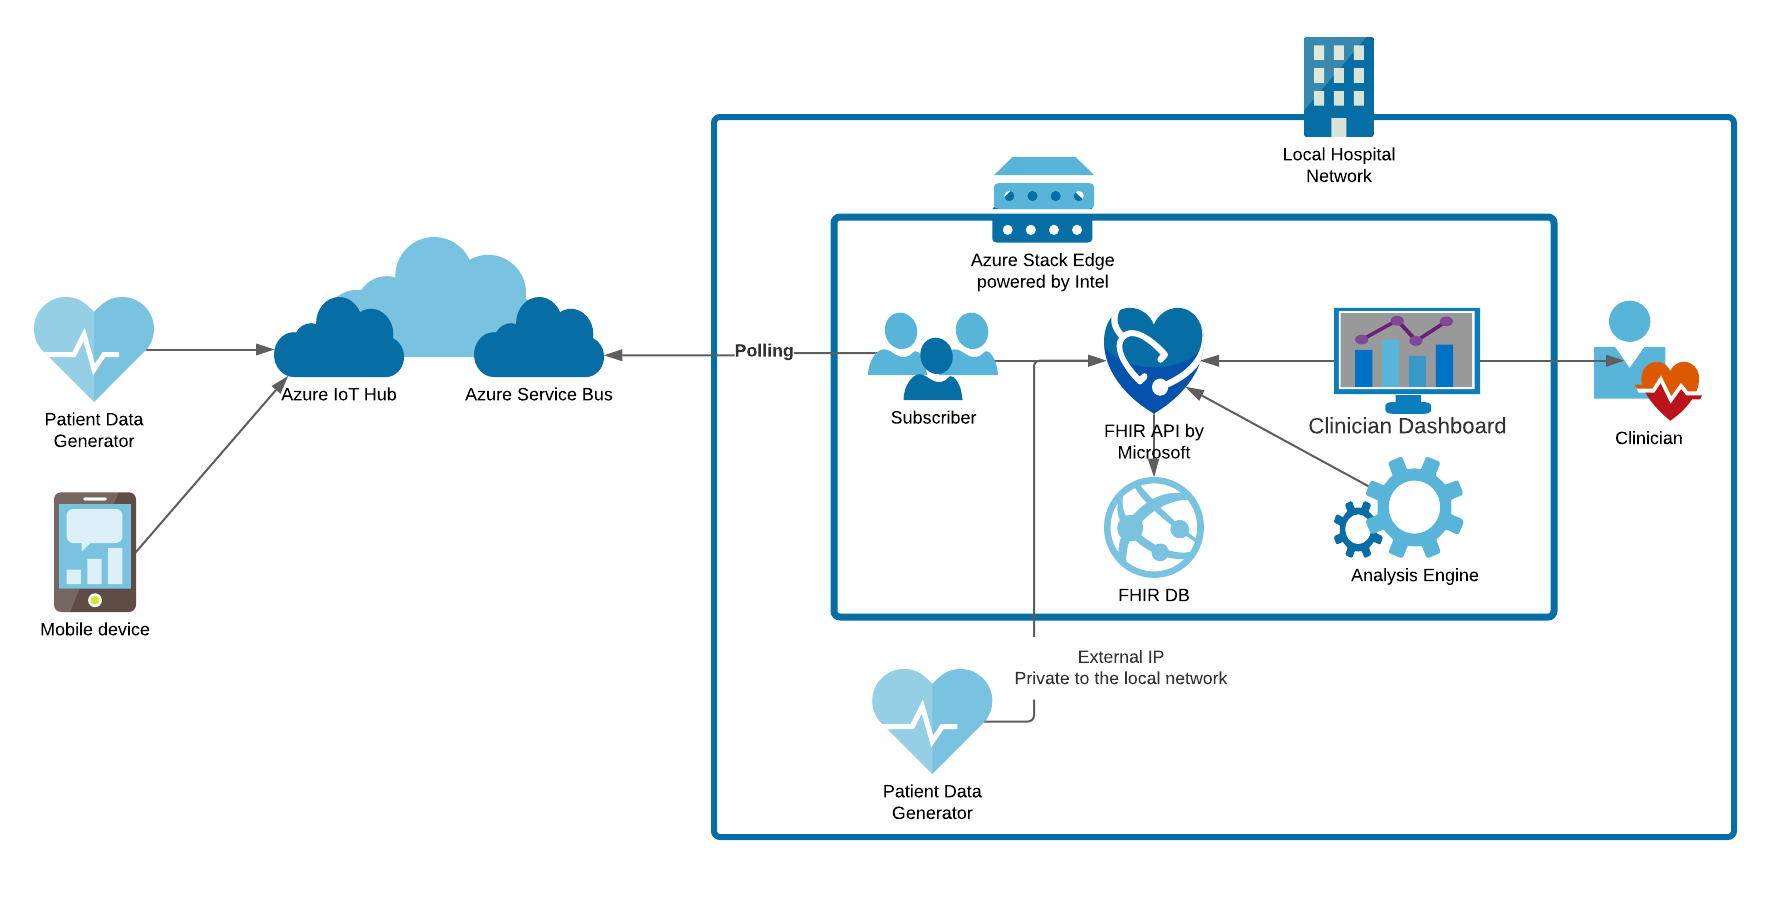 Local Hospital
Network
Azure Stack Edge
powered by Intel
Polling
Azure IoT Hub
Azure Service Bus
Patient Data
Generator
Subscriber
FHIR API by
Microsoft
Clinician Dashboard
Clinician
Analysis Engine
FHIR DB
Mobile device
External IP
Private to the local network
Patient Data
Generator